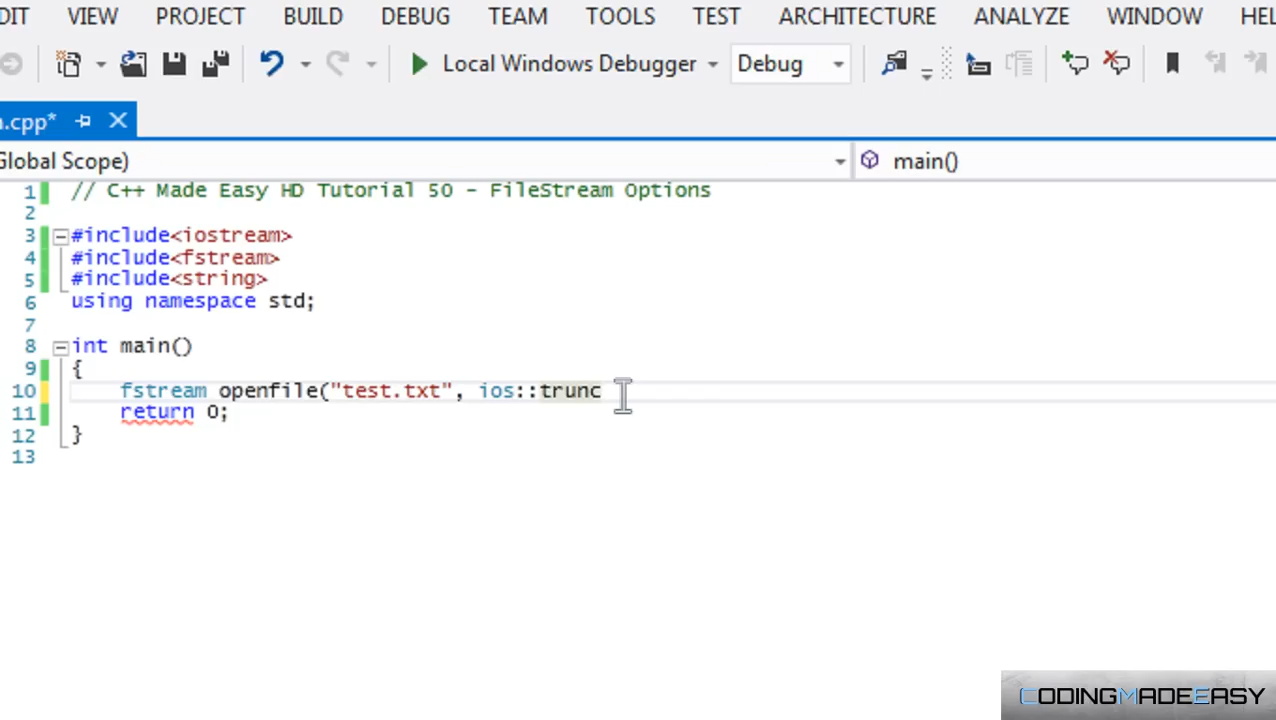 DIT VIEW PROJECT BUILD DEBUG TEAM TOOLS TEST ARCHITECTURE ANALYZE WINDOW HEL
Local Windows Debugger Debug
n.cpp*
Global Scope) main()
1 // C++ Made Easy HD Tutorial 50 - FileStream Options
2
3 #include<iostream>
4 #include<fstream>
5 #include<string>
6 using namespace std;
7
8 int main()
9 {
10 fstream openfile("test.txt", ios::trunc
11 return 0;
12 }
13
CODINGMADEEASY